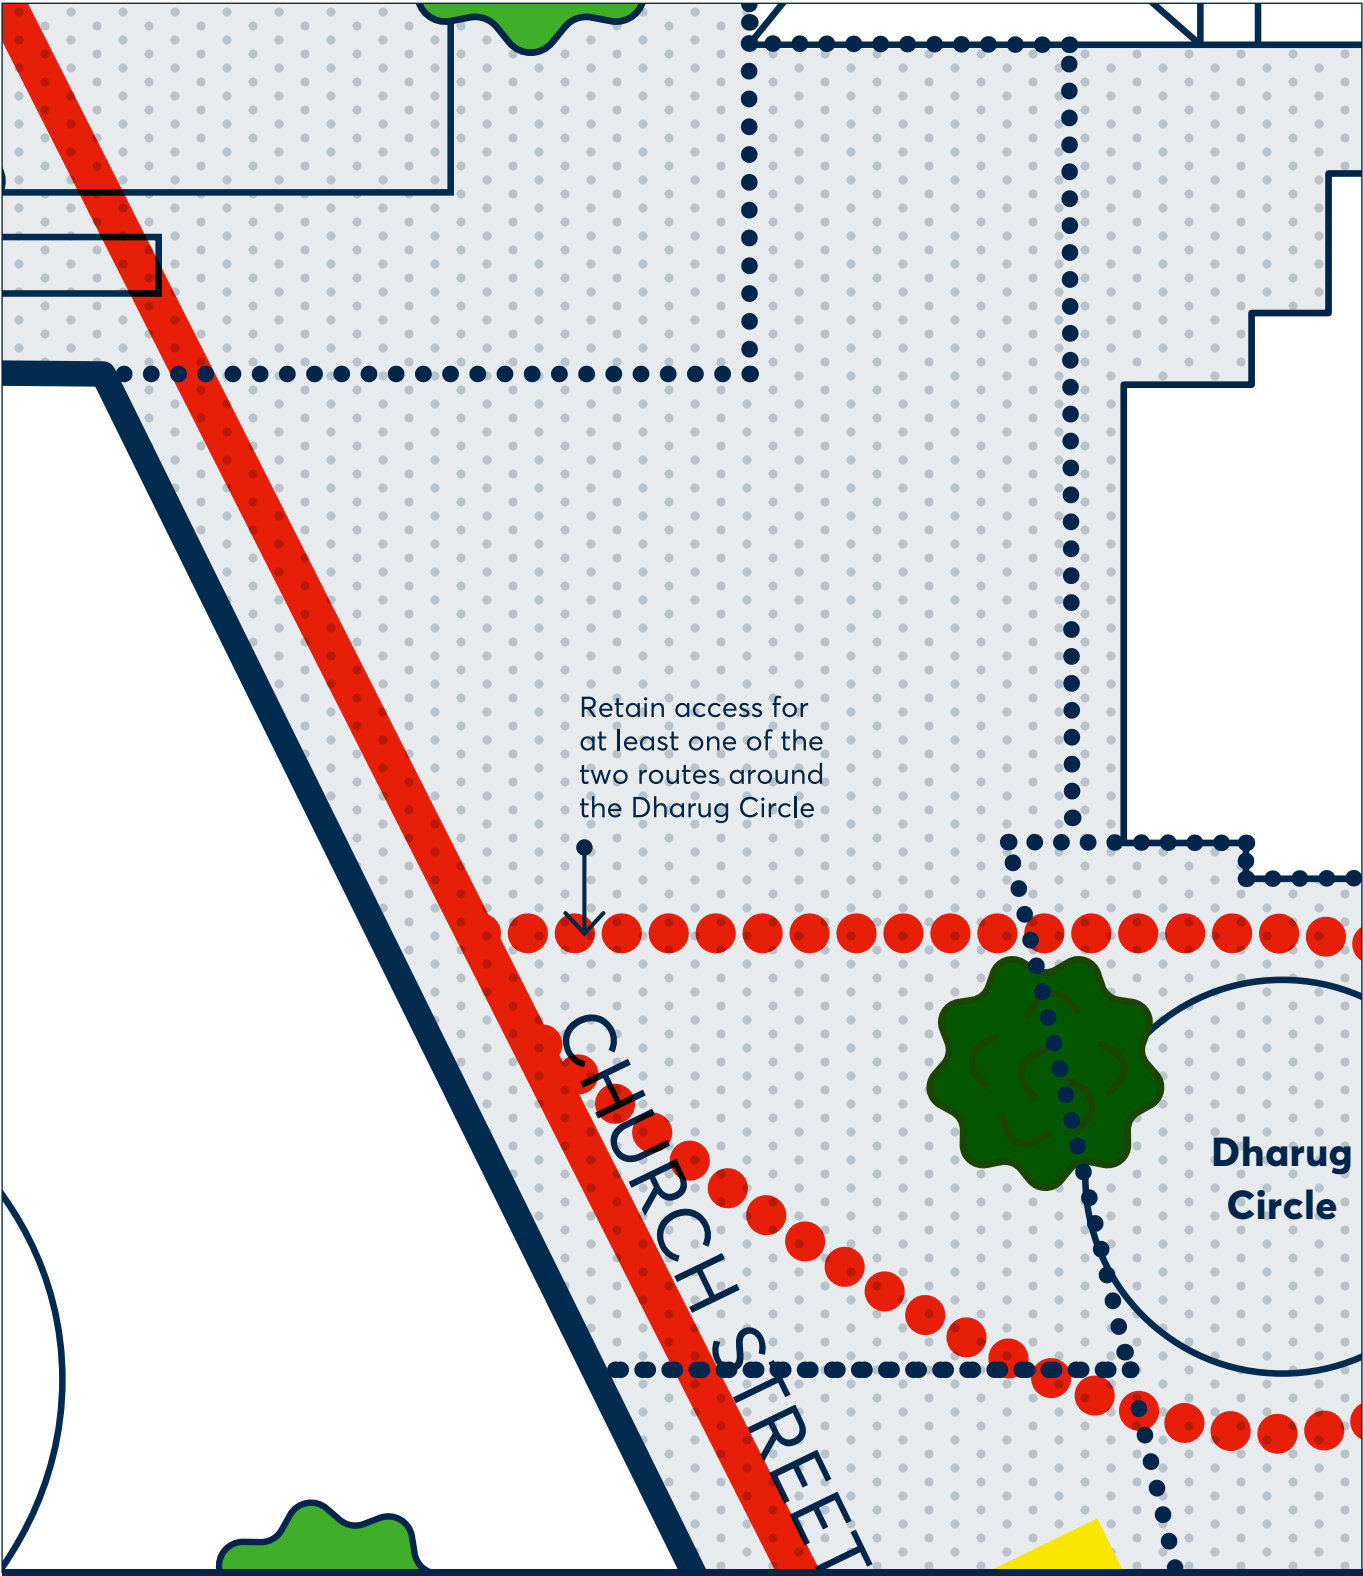 Retain access for
at least one of the
two routes around
the Dharug Circle
CHURCH STREET
Dharug
Circle